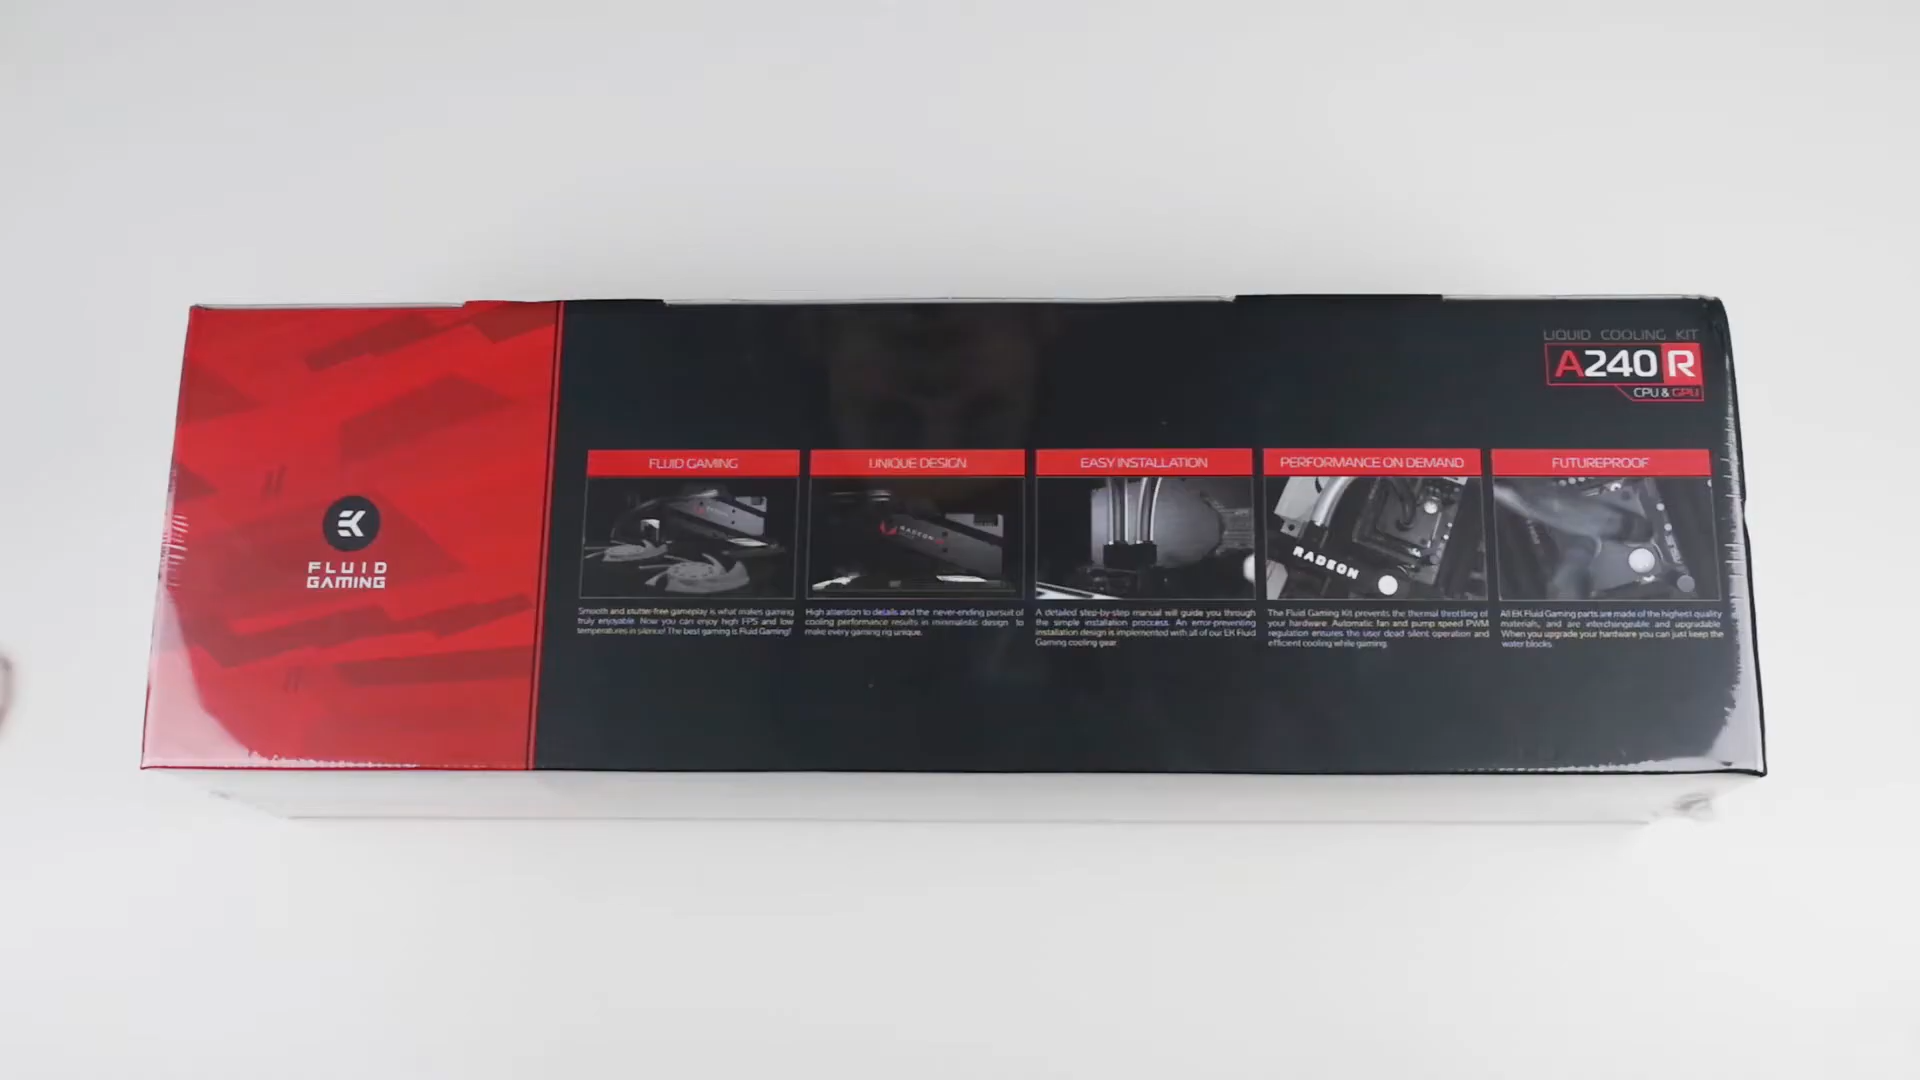 LIQUID COOLING KIT
A240 R
CPU & GPU
FLUID GAMING
UNIQUE DESIGN
EASY INSTALLATION
PERFORMANCE ON DEMAND
FUTUREPROOF
RADEON
RADEON
Smooth and stutter-free gameplay is what makes gaming
truly enjoyable. Now you can enjoy high FPS and low
temperatures in silence! The best gaming is Fluid Gaming!
High attention to details and the never-ending pursuit of
cooling performance results in minimalistic design to
make every gaming rig unique.
A detailed step-by-step manual will guide you through
the simple installation process. An error-preventing
installation design is implemented with all of our EK Fluid
Gaming cooling gear.
The Fluid Gaming Kit prevents the thermal throttling of
your hardware. Automatic fan and pump speed PWM
regulation ensures the user dead silent operation and
efficient cooling while gaming.
All EK Fluid Gaming parts are made of the highest quality
materials, and are interchangeable and upgradable.
When you upgrade your hardware you can just keep the
water blocks.
EK
FLUID
GAMING